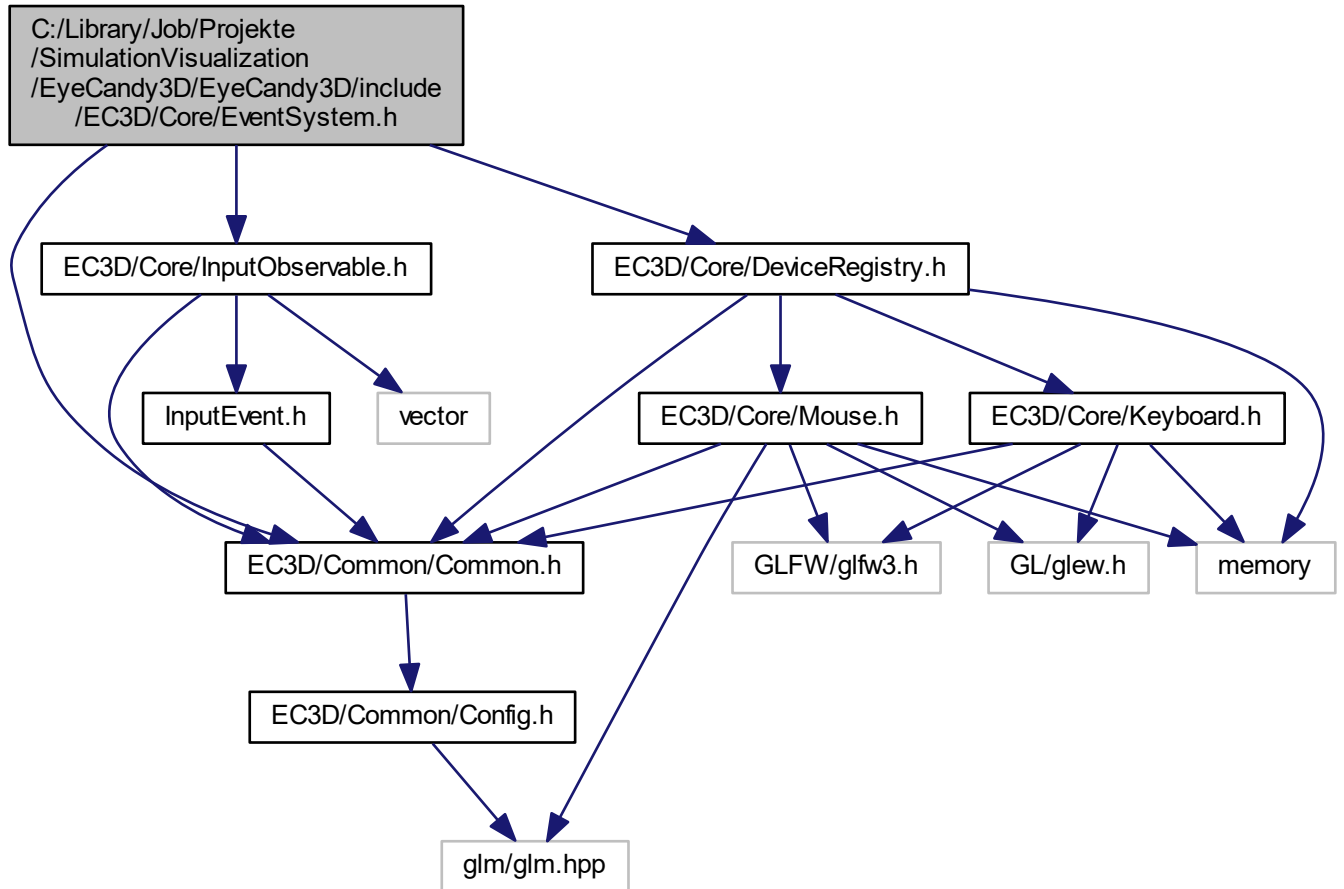 C:/Library/Job/Projekte
/SimulationVisualization
/EyeCandy3D/EyeCandy3D/include
/EC3D/Core/EventSystem.h
EC3D/Core/InputObservable.h
EC3D/Core/DeviceRegistry.h
InputEvent.h
vector
EC3D/Core/Mouse.h
EC3D/Core/Keyboard.h
EC3D/Common/Common.h
GLFW/glfw3.h
GL/glew.h
memory
EC3D/Common/Config.h
glm/glm.hpp